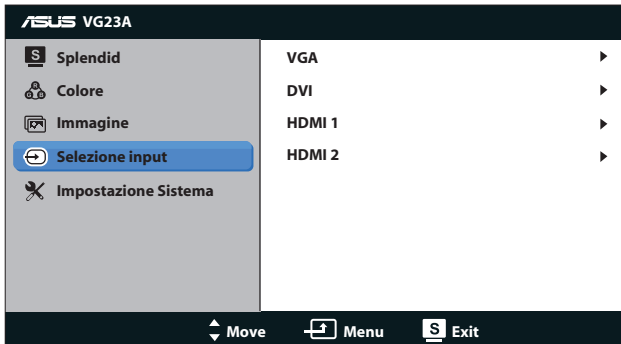 ASUS VG23A
S Splendid
Colore
Immagine
Selezione input
Impostazione Sistema
VGA
DVI
HDMI 1
HDMI 2
Move Menu S Exit